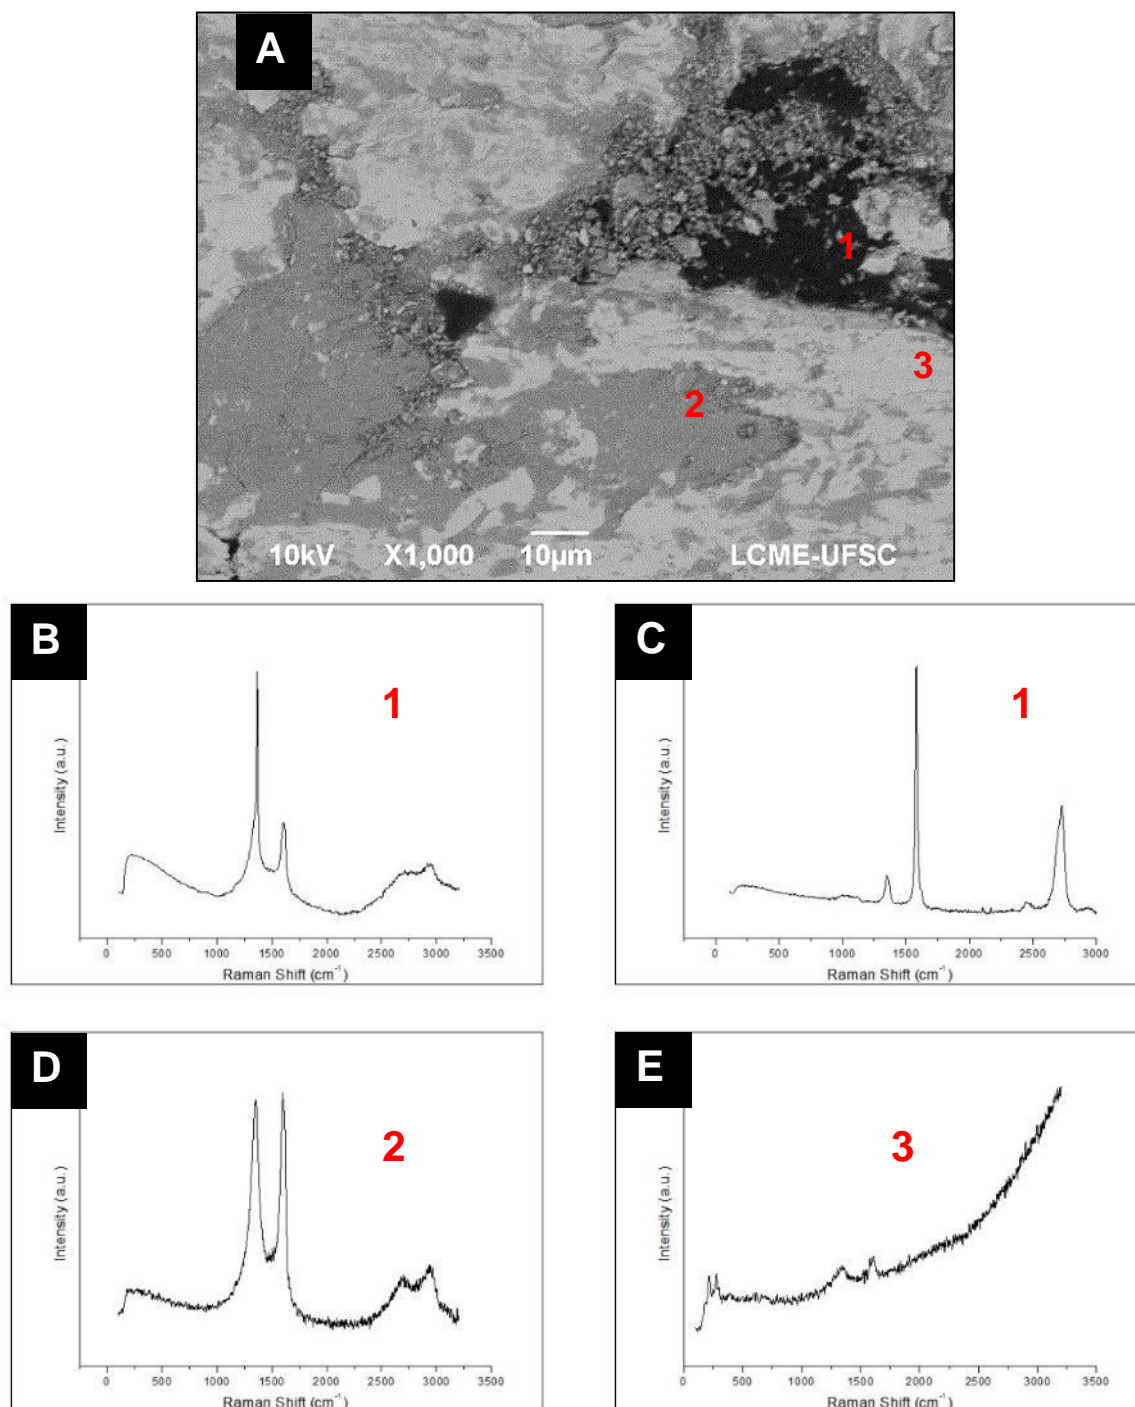 A
1
3
2
10kV X1,000 10µm LCME-UFSC
B
1
Intensity (a.u.)
0 500 1000 1500 2000 2500 3000 3500
Raman Shift (cm⁻¹)
C
1
Intensity (a.u.)
0 500 1000 1500 2000 2500 3000
Raman Shift (cm⁻¹)
D
2
Intensity (a.u.)
0 500 1000 1500 2000 2500 3000 3500
Raman Shift (cm⁻¹)
E
3
Intensity (a.u.)
0 500 1000 1500 2000 2500 3000 3500
Raman Shift (cm⁻¹)